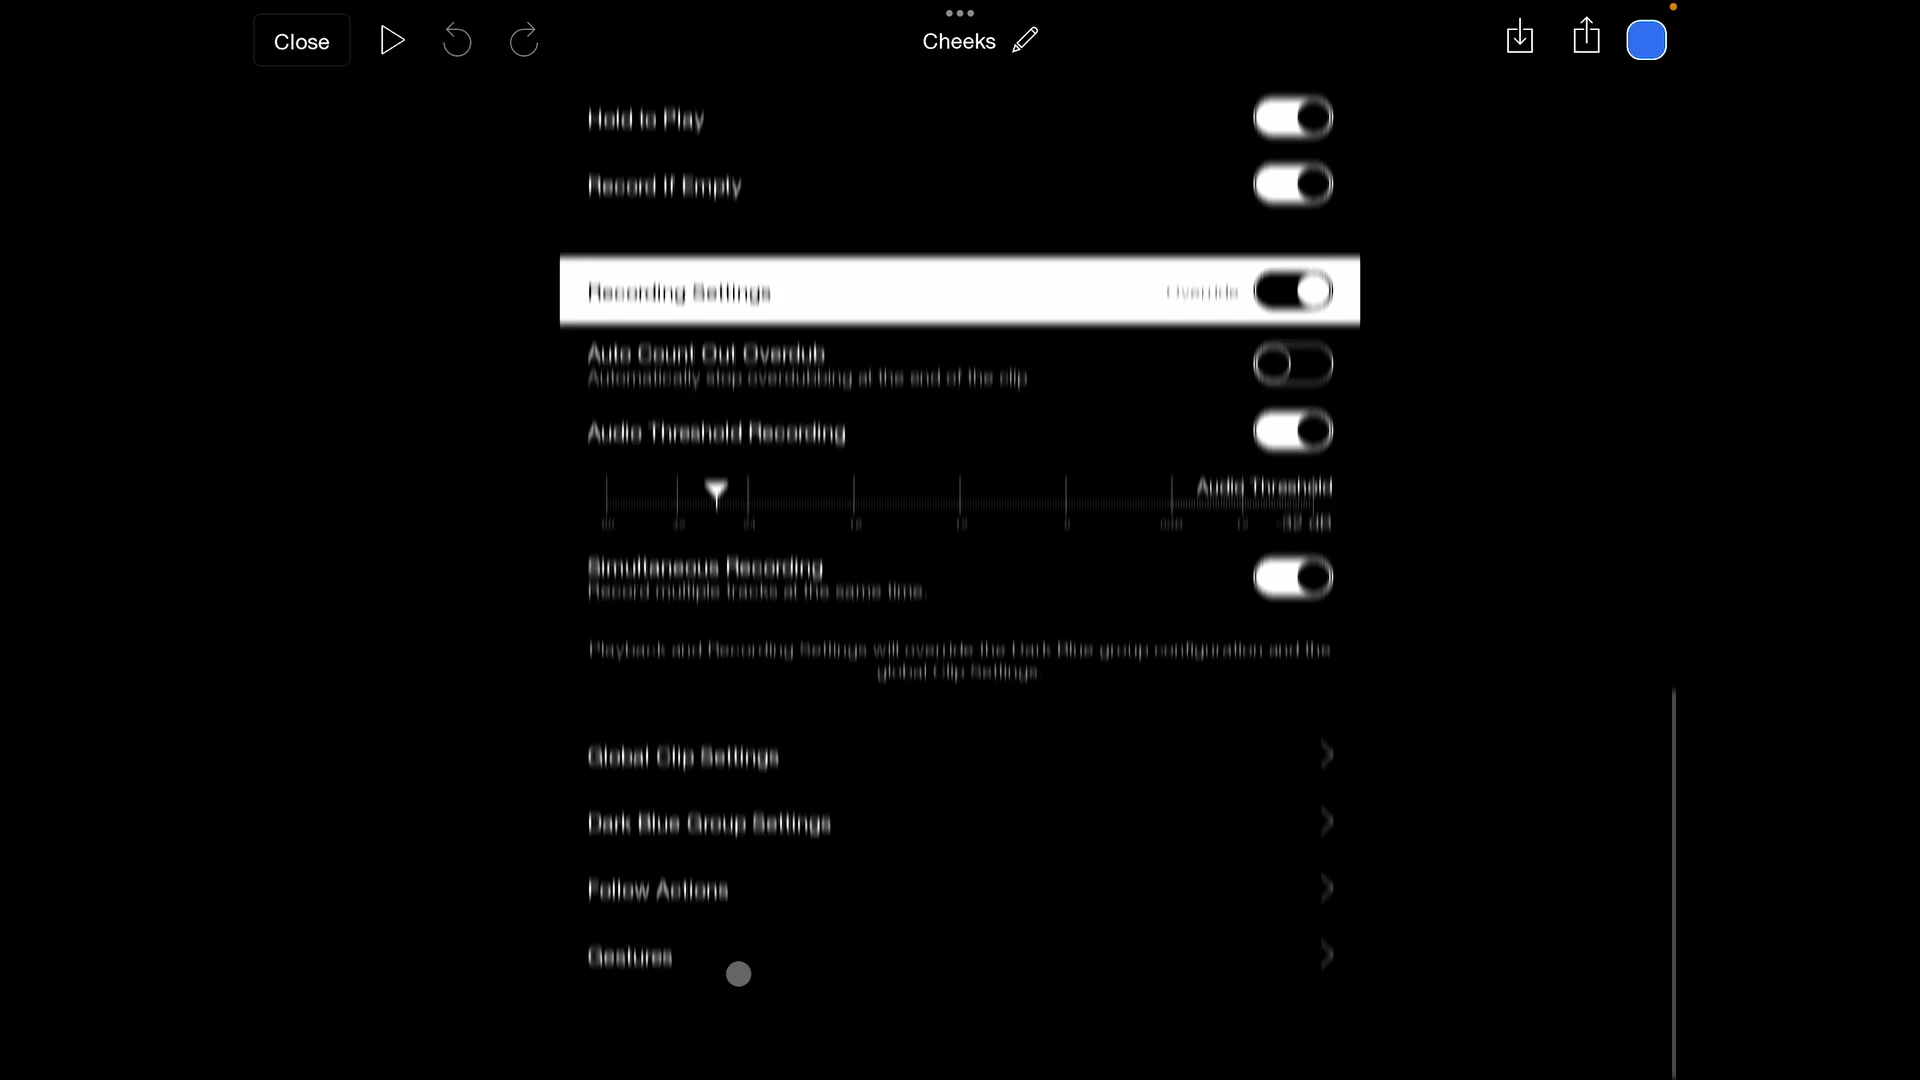 Close
Cheeks
Hold to Play
Record If Empty
Recording Settings
Override
Auto Count Out Overdub
Automatically stop overdubbing at the end of the clip
Audio Threshold Recording
Audio Threshold
Simultaneous Recording
Record multiple tracks at the same time.
Playback and Recording Settings will override the Dark Blue group configuration and the
global Clip Settings
Global Clip Settings
Dark Blue Group Settings
Follow Actions
Gestures